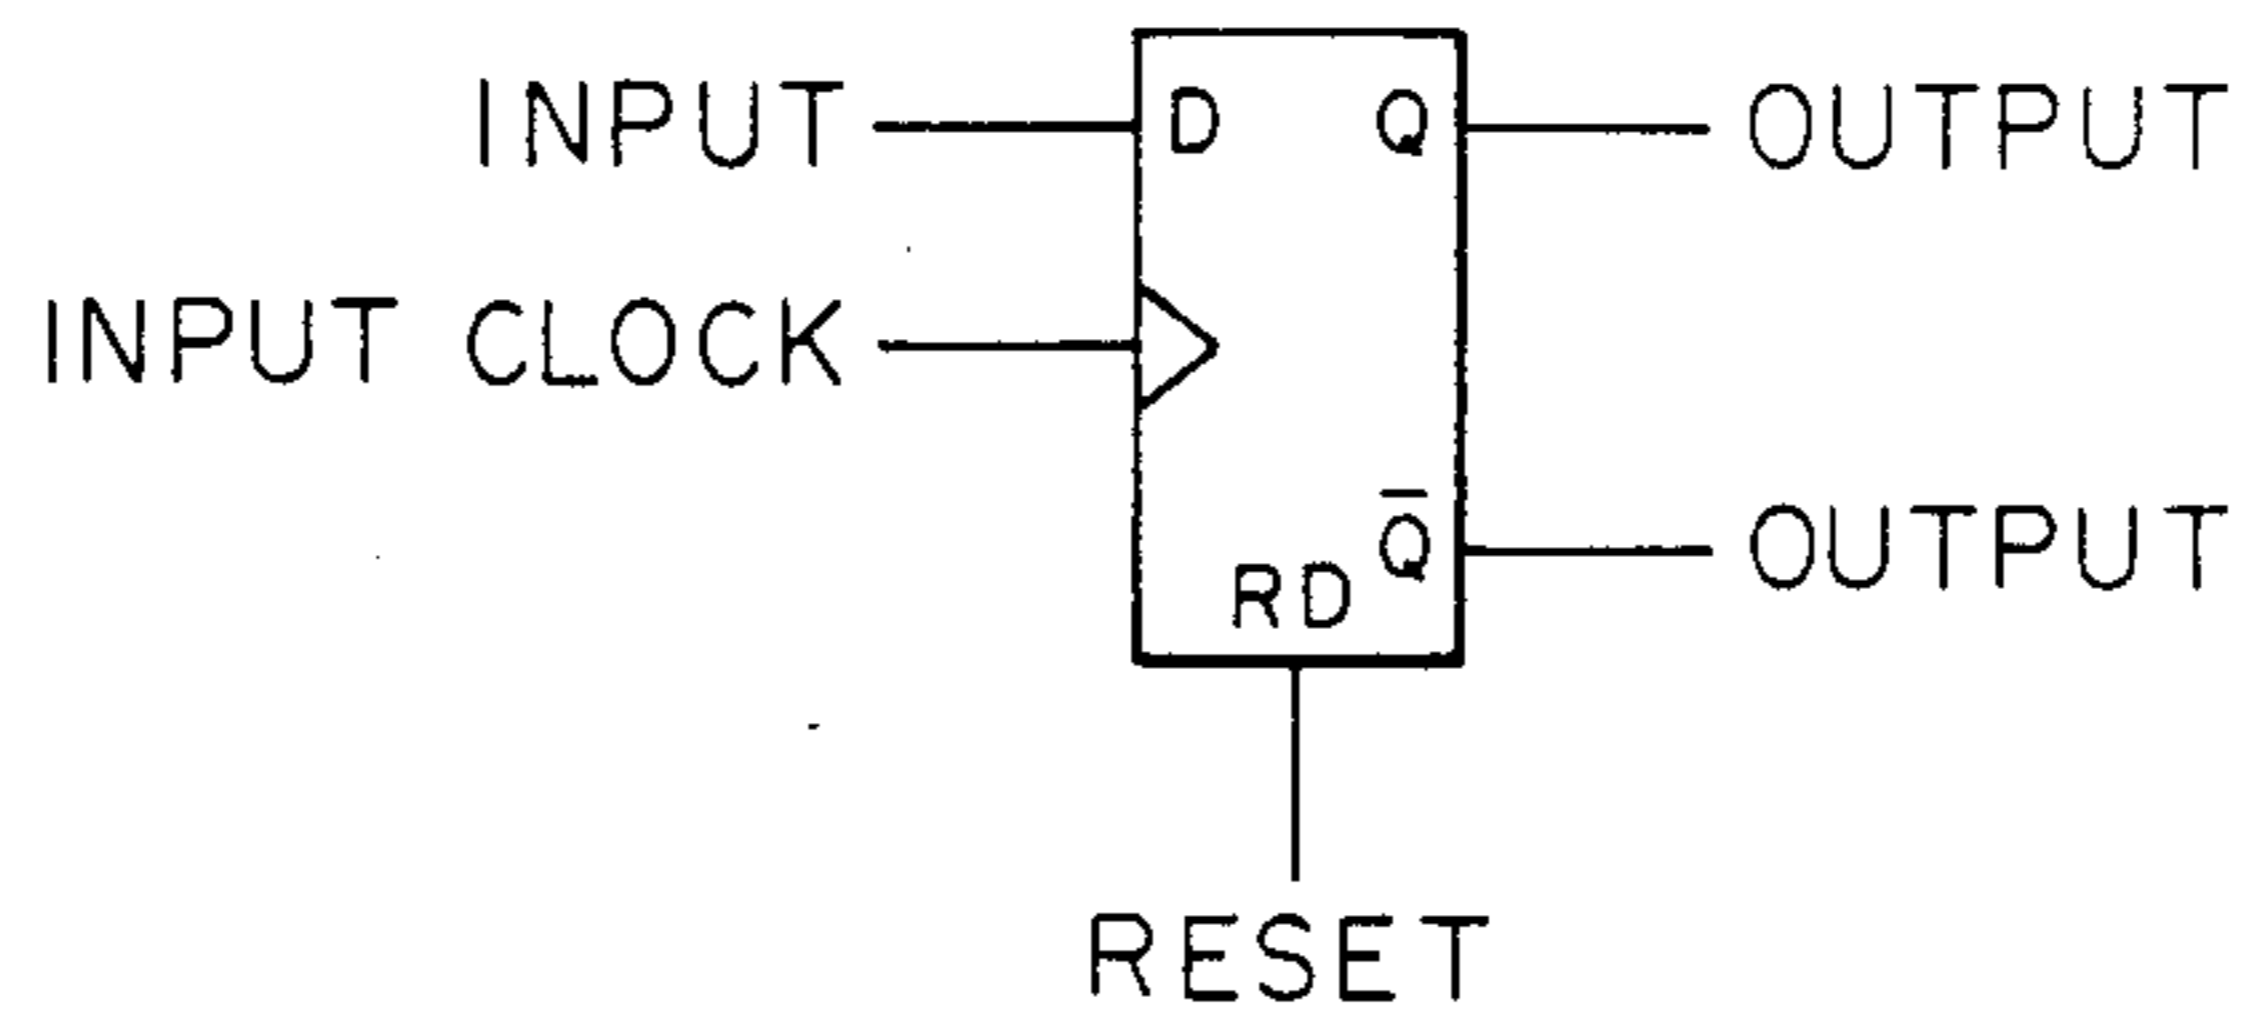 INPUT D Q OUTPUT
INPUT CLOCK
Q̅ OUTPUT
RD
RESET